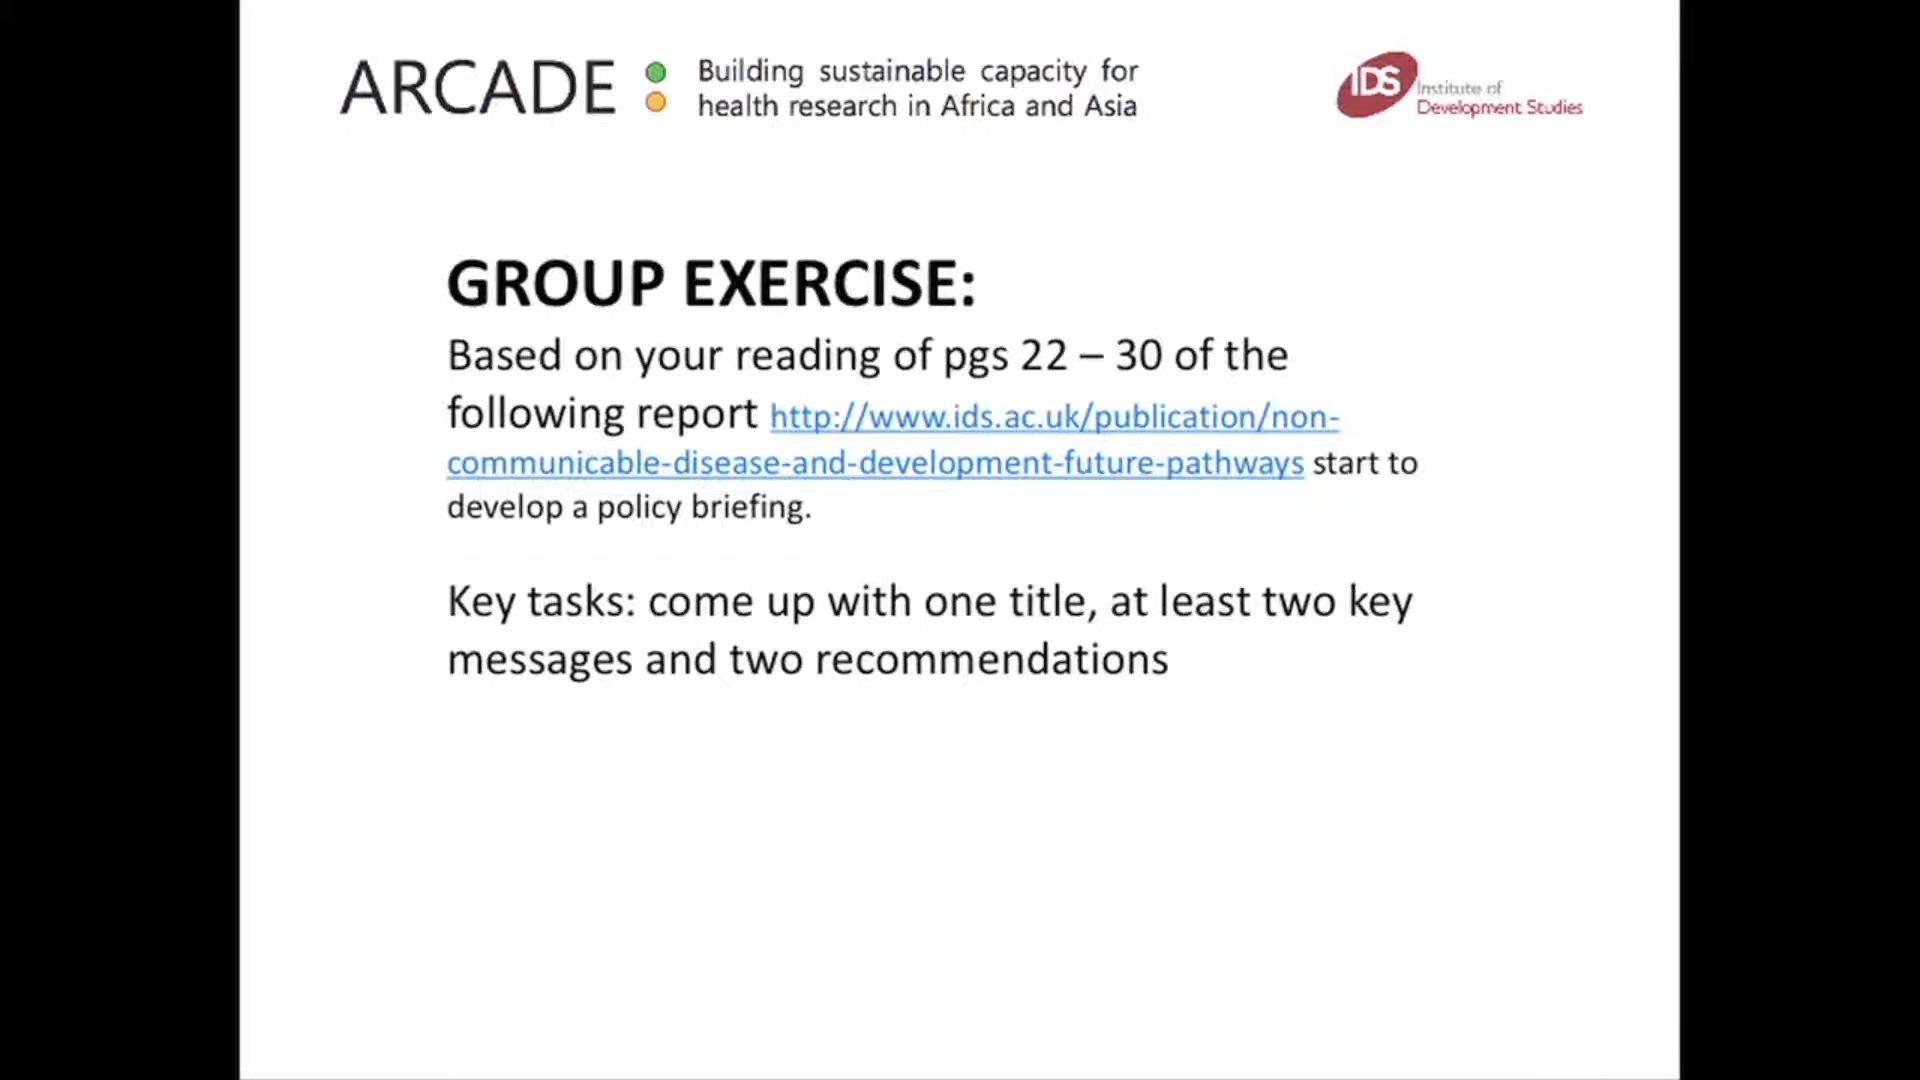 ARCADE
Building sustainable capacity for
health research in Africa and Asia
IDS
Institute of
Development Studies
GROUP EXERCISE:
Based on your reading of pgs 22 – 30 of the
following report http://www.ids.ac.uk/publication/non-
communicable-disease-and-development-future-pathways start to
develop a policy briefing.
Key tasks: come up with one title, at least two key
messages and two recommendations